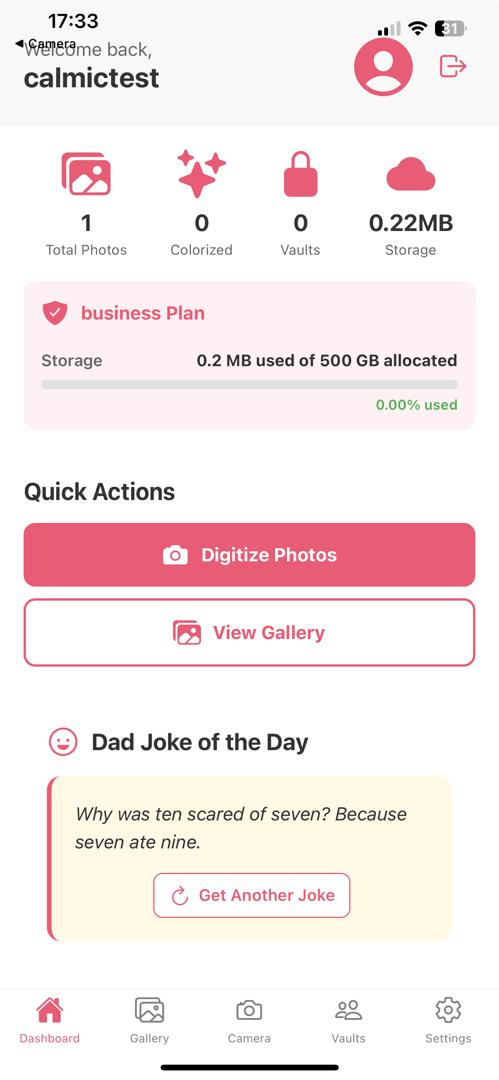 17:33
31
◀ Camera
Welcome back,
calmictest
1
Total Photos
0
Colorized
0
Vaults
0.22MB
Storage
business Plan
Storage
0.2 MB used of 500 GB allocated
0.00% used
Quick Actions
Digitize Photos
View Gallery
Dad Joke of the Day
Why was ten scared of seven? Because
seven ate nine.
Get Another Joke
Dashboard
Gallery
Camera
Vaults
Settings